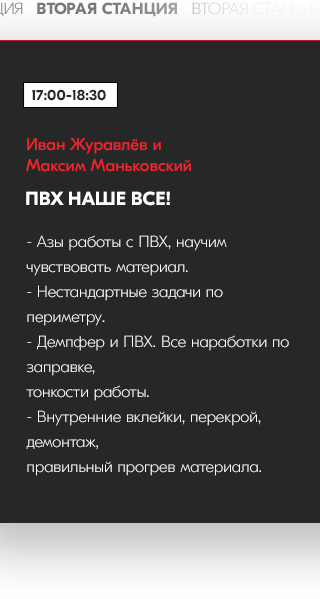 ЦИЯ ВТОРАЯ СТАНЦИЯ ВТОРАЯ СТАНЦИЯ
17:00-18:30
Иван Журавлёв и
Максим Маньковский
ПВХ НАШЕ ВСЕ!
- Азы работы с ПВХ, научим
чувствовать материал.
- Нестандартные задачи по
периметру.
- Демпфер и ПВХ. Все наработки по
заправке,
тонкости работы.
- Внутренние вклейки, перекрой,
демонтаж,
правильный прогрев материала.